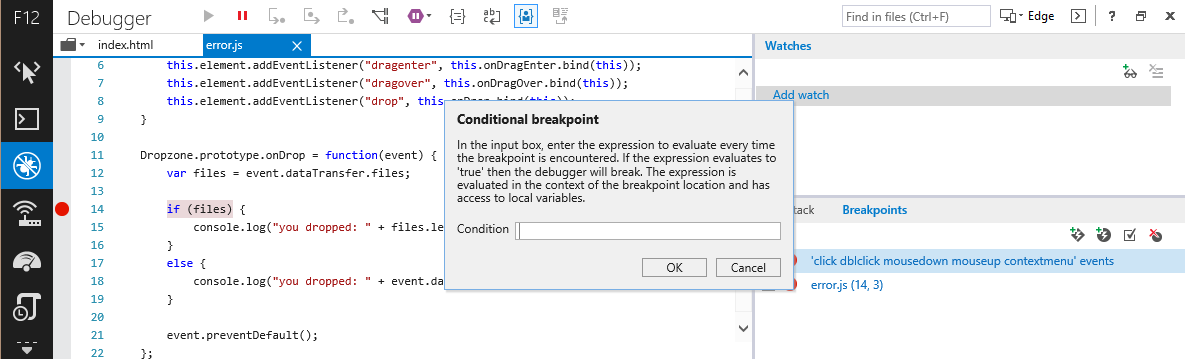 F12 Debugger Find in files (Ctrl+F) Edge ?
index.html error.js Watches
6 this.element.addEventListener("dragenter", this.onDragEnter.bind(this));
7 this.element.addEventListener("dragover", this.onDragOver.bind(this));
8 this.element.addEventListener("drop", this.onDrop.bind(this));
9 }
10
11 Dropzone.prototype.onDrop = function(event) {
12 var files = event.dataTransfer.files;
13
14 if (files) {
15 console.log("you dropped: " + files.le
16 }
17 else {
18 console.log("you dropped: " + event.da
19 }
20
21 event.preventDefault();
22 };
Conditional breakpoint
In the input box, enter the expression to evaluate every time
the breakpoint is encountered. If the expression evaluates to
'true' then the debugger will break. The expression is
evaluated in the context of the breakpoint location and has
access to local variables.
Condition
OK Cancel
Add watch
tack Breakpoints
'click dblclick mousedown mouseup contextmenu' events
error.js (14, 3)